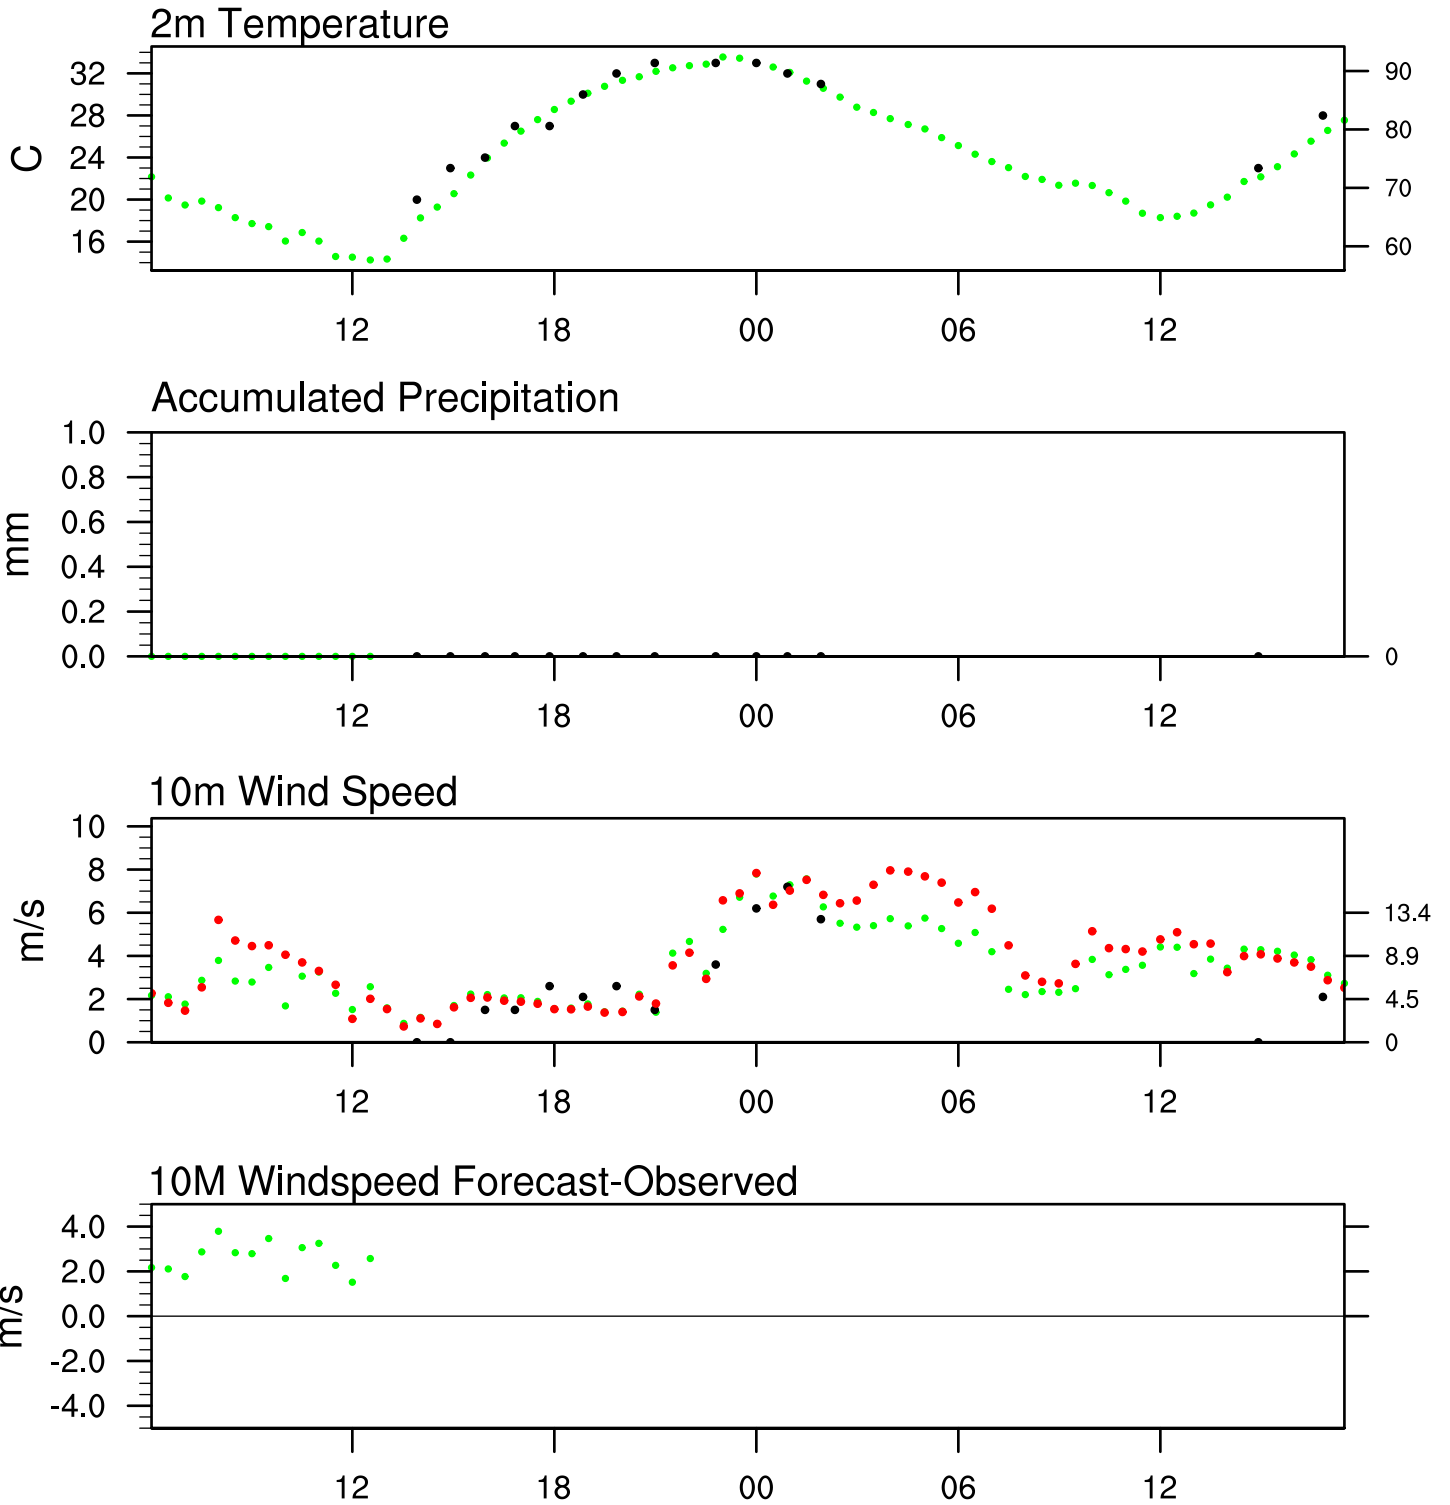 2m Temperature
32
28
24
20
16
C
90
80
70
60
12 18 00 06 12
Accumulated Precipitation
1.0
0.8
0.6
0.4
0.2
0.0
mm
0
12 18 00 06 12
10m Wind Speed
10
8
6
4
2
0
m/s
13.4
8.9
4.5
0
12 18 00 06 12
10M Windspeed Forecast-Observed
4.0
2.0
0.0
-2.0
-4.0
m/s
12 18 00 06 12